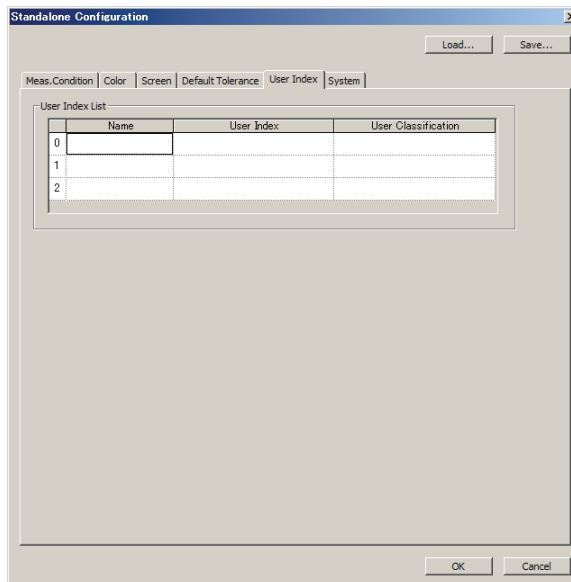 Standalone Configuration
Load... Save...
Meas.Condition Color Screen Default Tolerance User Index System
User Index List
Name User Index User Classification
0
1
2
OK Cancel